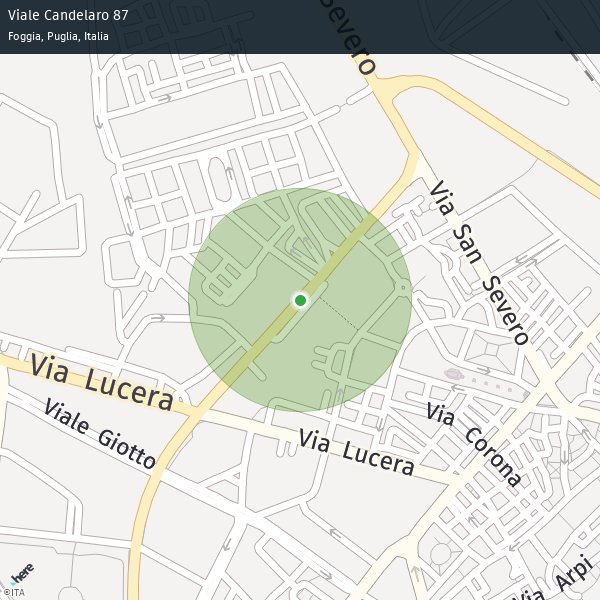 Viale Candelaro 87
Foggia, Puglia, Italia
Severo
Via San Severo
Via Lucera
Viale Giotto
Via Lucera
Via Corona
Via Arpi
here
©ITA